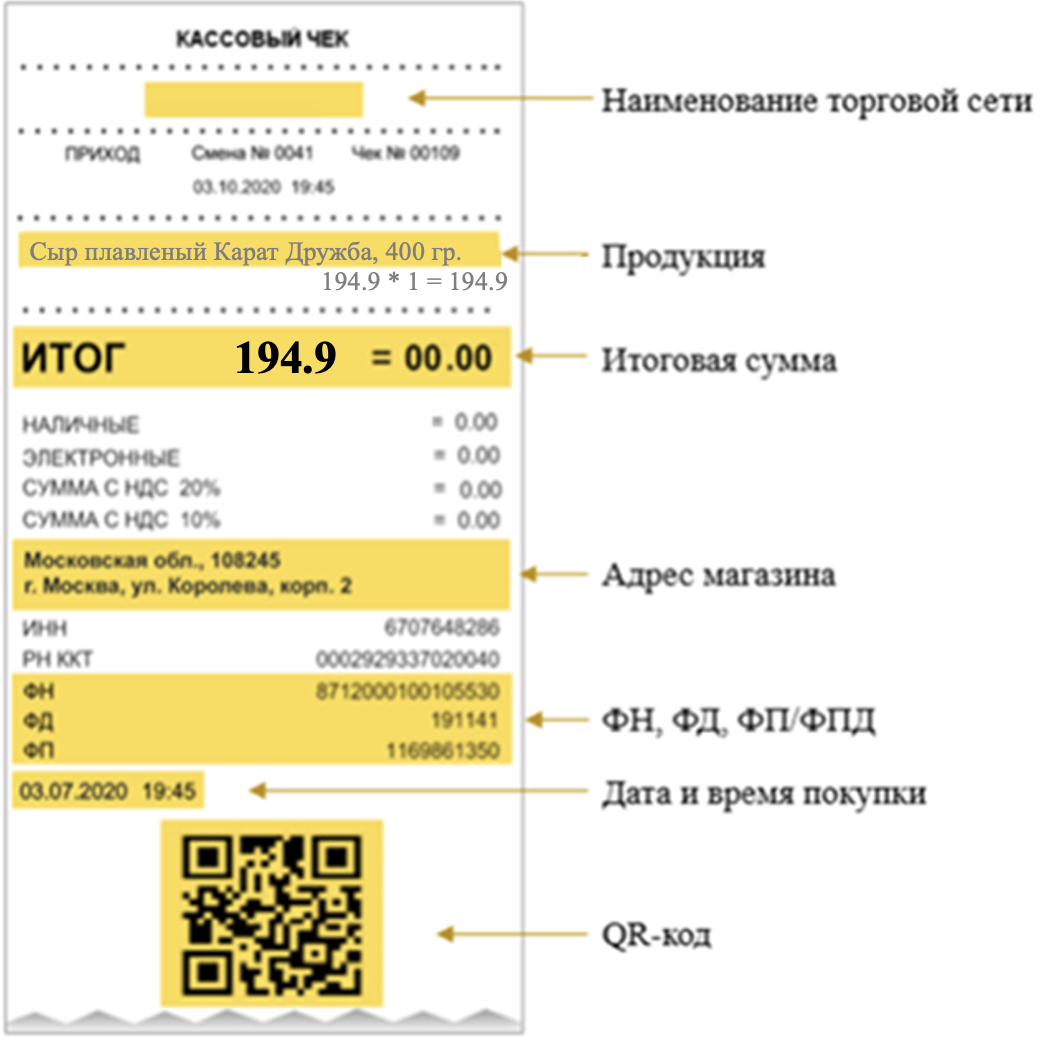 КАССОВЫЙ ЧЕК
Наименование торговой сети
ПРИХОД Смена № 0041 Чек № 00109
03.10.2020 19:45
Сыр плавленый Карат Дружба, 400 гр.
Продукция
194.9 * 1 = 194.9
ИТОГ 194.9 = 00.00
Итоговая сумма
НАЛИЧНЫЕ = 0.00
ЭЛЕКТРОННЫЕ = 0.00
СУММА С НДС 20% = 0.00
СУММА С НДС 10% = 0.00
Московская обл., 108245
г. Москва, ул. Королева, корп. 2
Адрес магазина
ИНН 6707648286
РН ККТ 0002929337020040
ФН 8712000100105530
ФД 191141
ФП 1169861350
ФН, ФД, ФП/ФПД
03.07.2020 19:45
Дата и время покупки
QR-код